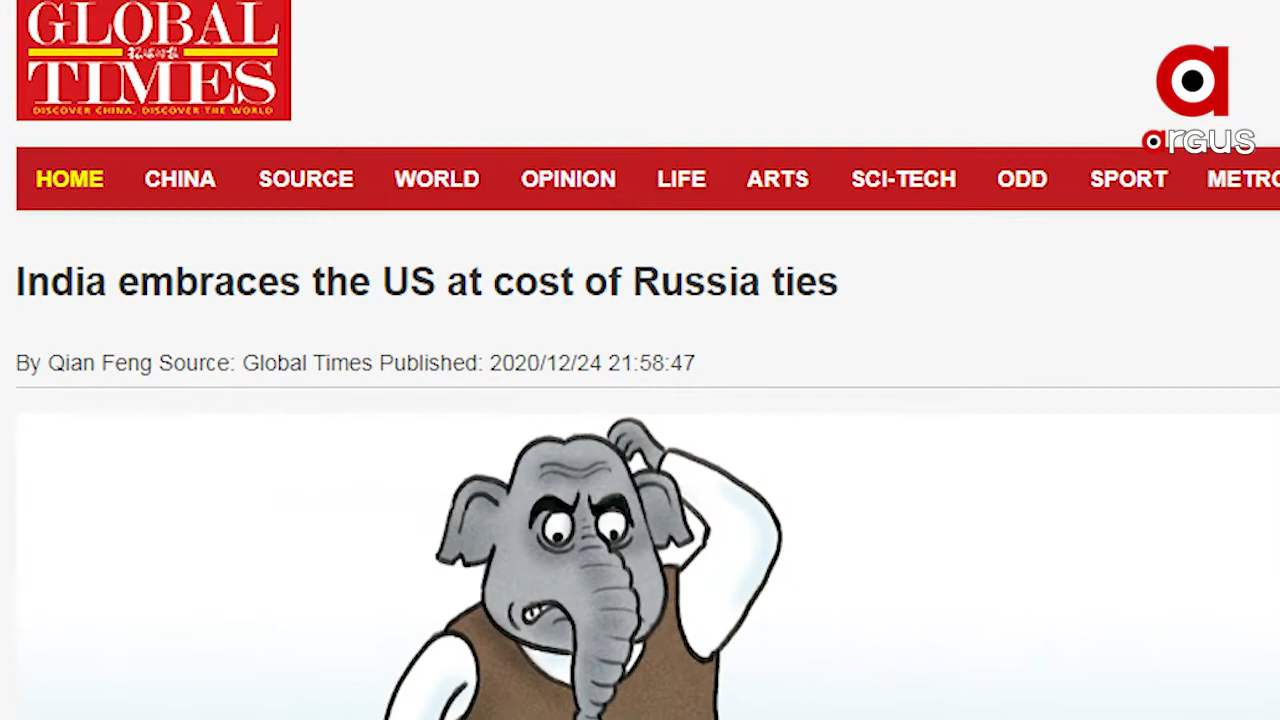 GLOBAL
TIMES
DISCOVER CHINA, DISCOVER THE WORLD
argus
HOME CHINA SOURCE WORLD OPINION LIFE ARTS SCI-TECH ODD SPORT METRO
India embraces the US at cost of Russia ties
By Qian Feng Source: Global Times Published: 2020/12/24 21:58:47